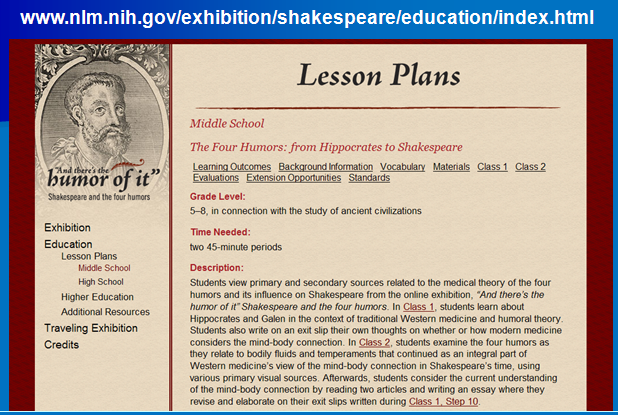 www.nlm.nih.gov/exhibition/shakespeare/education/index.html
Lesson Plans
"And there's the
humor of it"
Shakespeare and the four humors
Exhibition
Education
Lesson Plans
Middle School
High School
Higher Education
Additional Resources
Traveling Exhibition
Credits
Middle School
The Four Humors: from Hippocrates to Shakespeare
Learning Outcomes Background Information Vocabulary Materials Class 1 Class 2
Evaluations Extension Opportunities Standards
Grade Level:
5–8, in connection with the study of ancient civilizations
Time Needed:
two 45-minute periods
Description:
Students view primary and secondary sources related to the medical theory of the four
humors and its influence on Shakespeare from the online exhibition, "And there's the
humor of it" Shakespeare and the four humors. In Class 1, students learn about
Hippocrates and Galen in the context of traditional Western medicine and humoral theory.
Students also write on an exit slip their own thoughts on whether or how modern medicine
considers the mind-body connection. In Class 2, students examine the four humors as
they relate to bodily fluids and temperaments that continued as an integral part of
Western medicine's view of the mind-body connection in Shakespeare's time, using
various primary visual sources. Afterwards, students consider the current understanding
of the mind-body connection by reading two articles and writing an essay where they
revise and elaborate on their exit slips written during Class 1, Step 10.